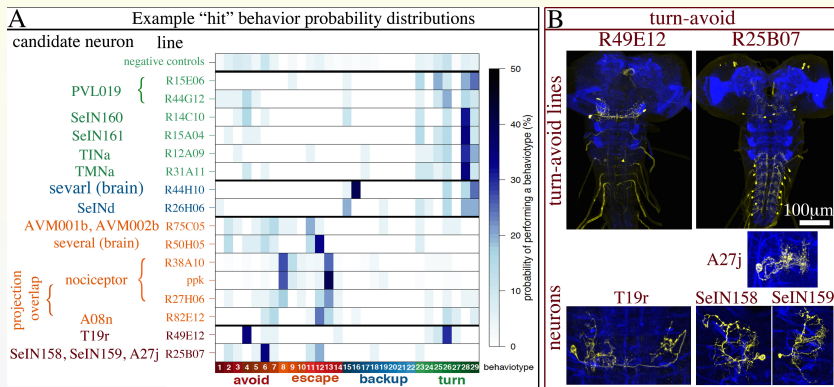 A
Example “hit” behavior probability distributions
candidate neuron line
negative controls
PVL019 { R15E06
R44G12
SeIN160 R14C10
SeIN161 R15A04
TINa R12A09
TMNa R31A11
sevarl (brain) R44H10
SeINd R26H06
AVM001b, AVM002b R75C05
several (brain) R50H05
projection overlap { nociceptor { R38A10
ppk
R27H06
A08n R82E12
T19r R49E12
SeIN158, SeIN159, A27j R25B07
1 2 3 4 5 6 7 8 9 10 11 12 13 14 15 16 17 18 19 20 21 22 23 24 25 26 27 28 29 behaviotype
avoid escape backup turn
50
40
30
20
10
0
probability of performing a behaviotype (%)
B
turn-avoid
R49E12 R25B07
turn-avoid lines
100μm
A27j
neurons
T19r SeIN158 SeIN159